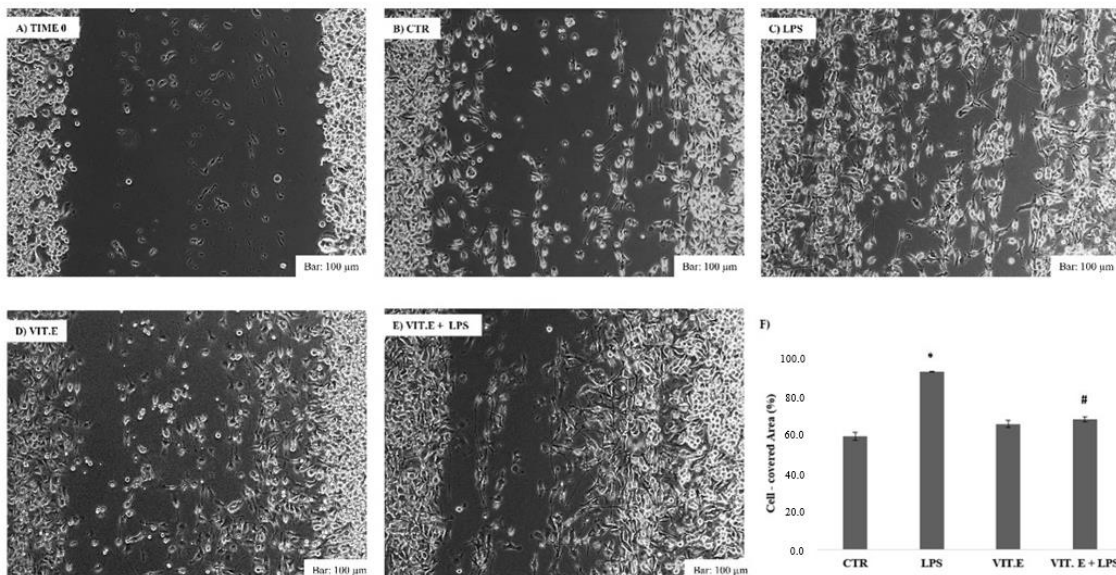 A) TIME 0
Bar: 100 µm
B) CTR
Bar: 100 µm
C) LPS
Bar: 100 µm
D) VIT.E
Bar: 100 µm
E) VIT.E + LPS
Bar: 100 µm
F)
Cell - covered Area (%)
100.0
80.0
60.0
40.0
20.0
0.0
*
#
CTR LPS VIT.E VIT. E + LPS